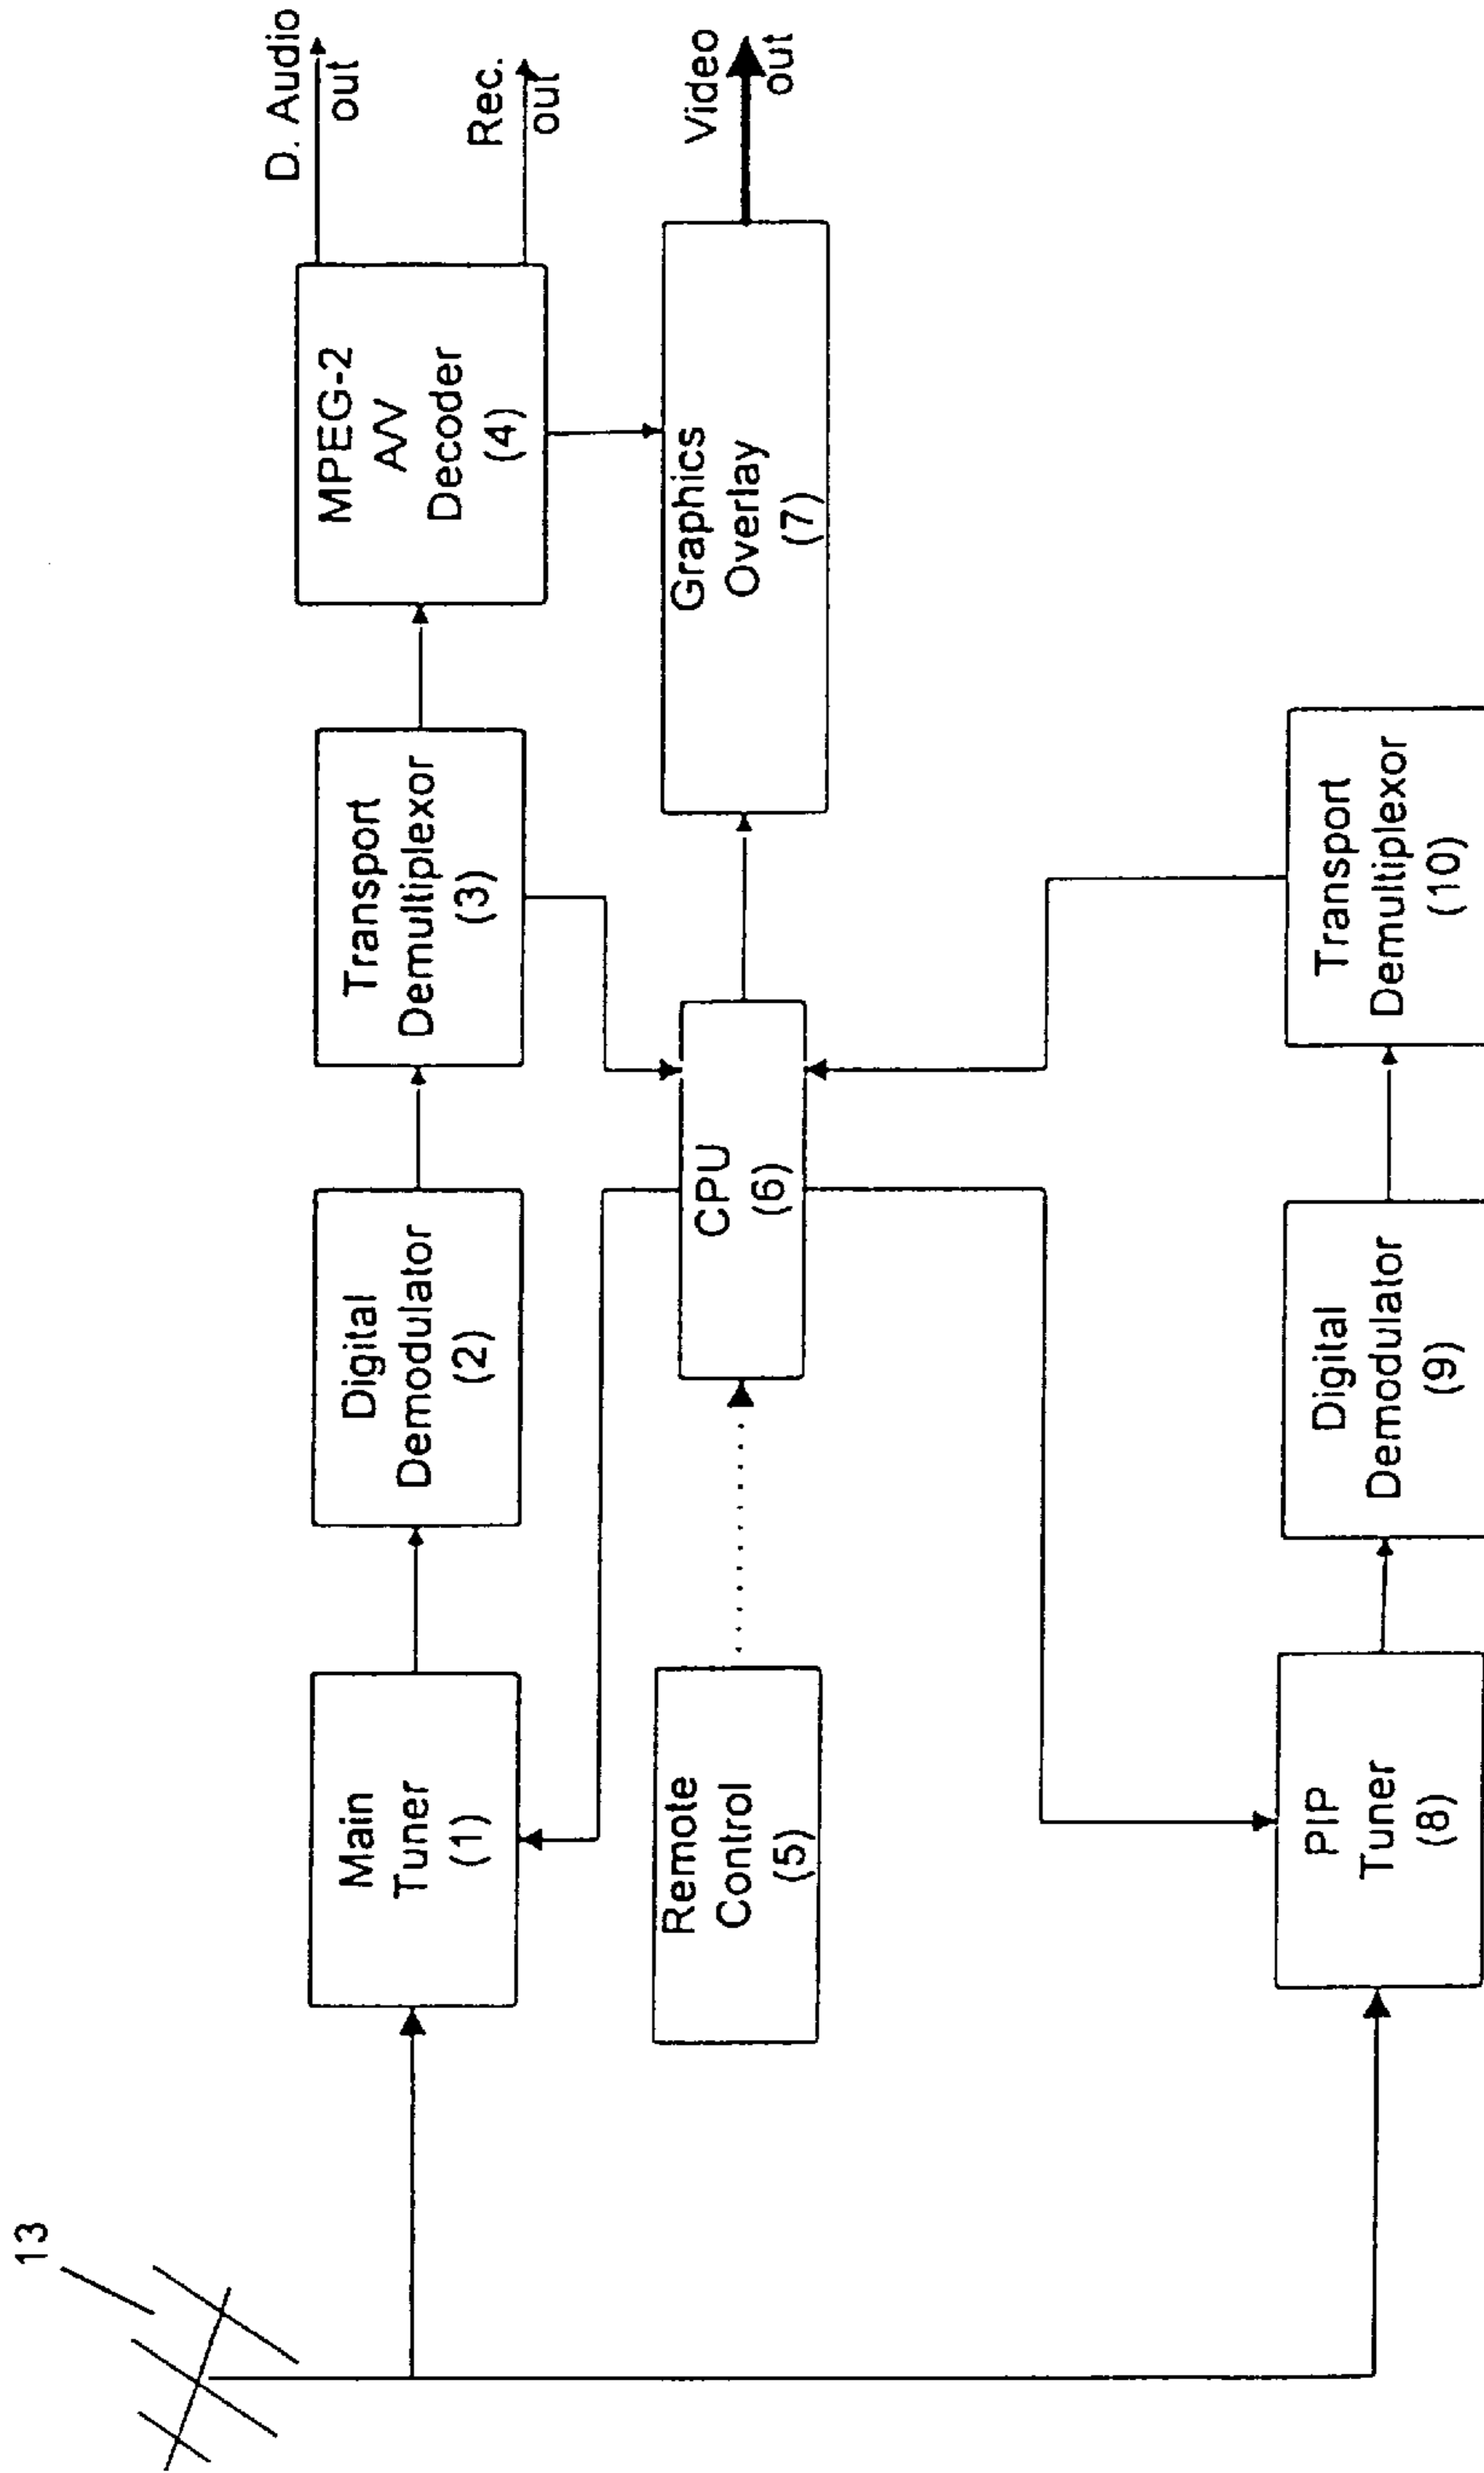 13
Main
Tuner
(1)
Digital
Demodulator
(2)
Transport
Demultiplexor
(3)
MPEG-2
A/V
Decoder
(4)
D. Audio
out
Rec.
out
Remote
Control
(5)
CPU
(6)
Graphics
Overlay
(7)
Video
out
PIP
Tuner
(8)
Digital
Demodulator
(9)
Transport
Demultiplexor
(10)